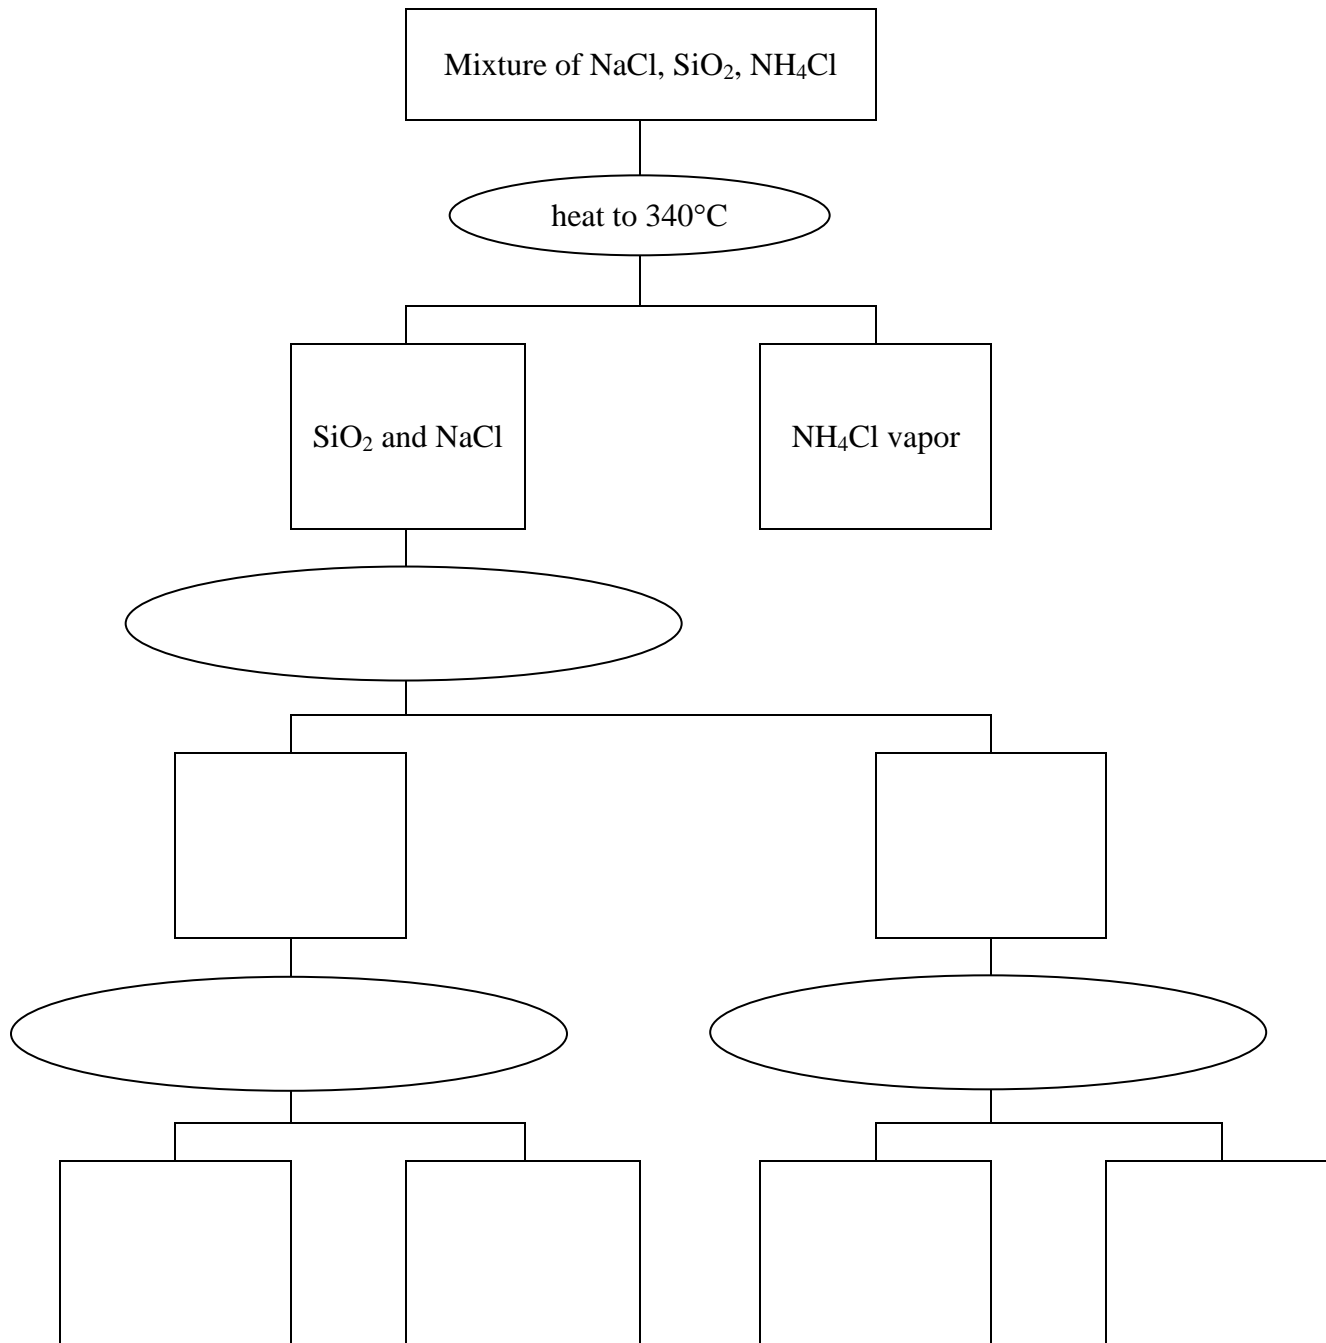 Mixture of NaCl, SiO₂, NH₄Cl
heat to 340°C
SiO₂ and NaCl
NH₄Cl vapor